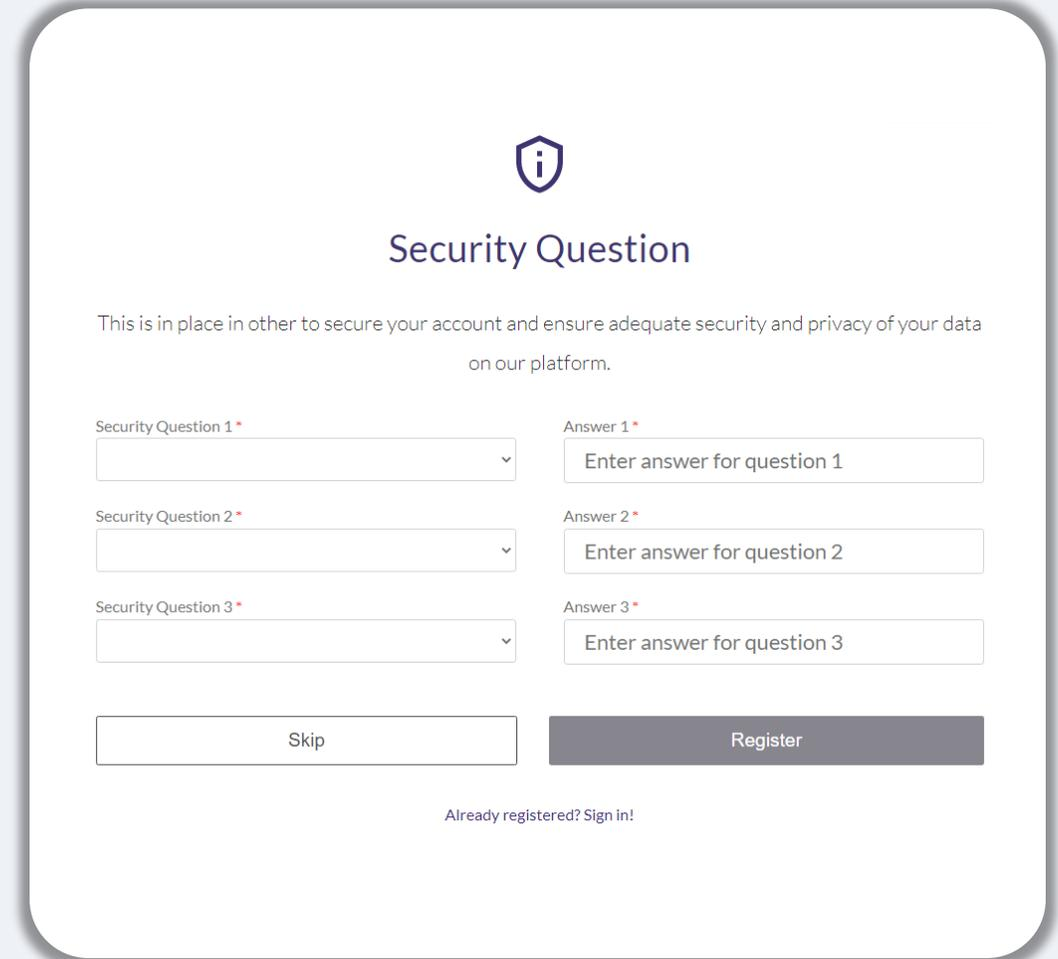 Security Question
This is in place in other to secure your account and ensure adequate security and privacy of your data
on our platform.
Security Question 1 *
Answer 1 *
Enter answer for question 1
Security Question 2 *
Answer 2 *
Enter answer for question 2
Security Question 3 *
Answer 3 *
Enter answer for question 3
Skip
Register
Already registered? Sign in!